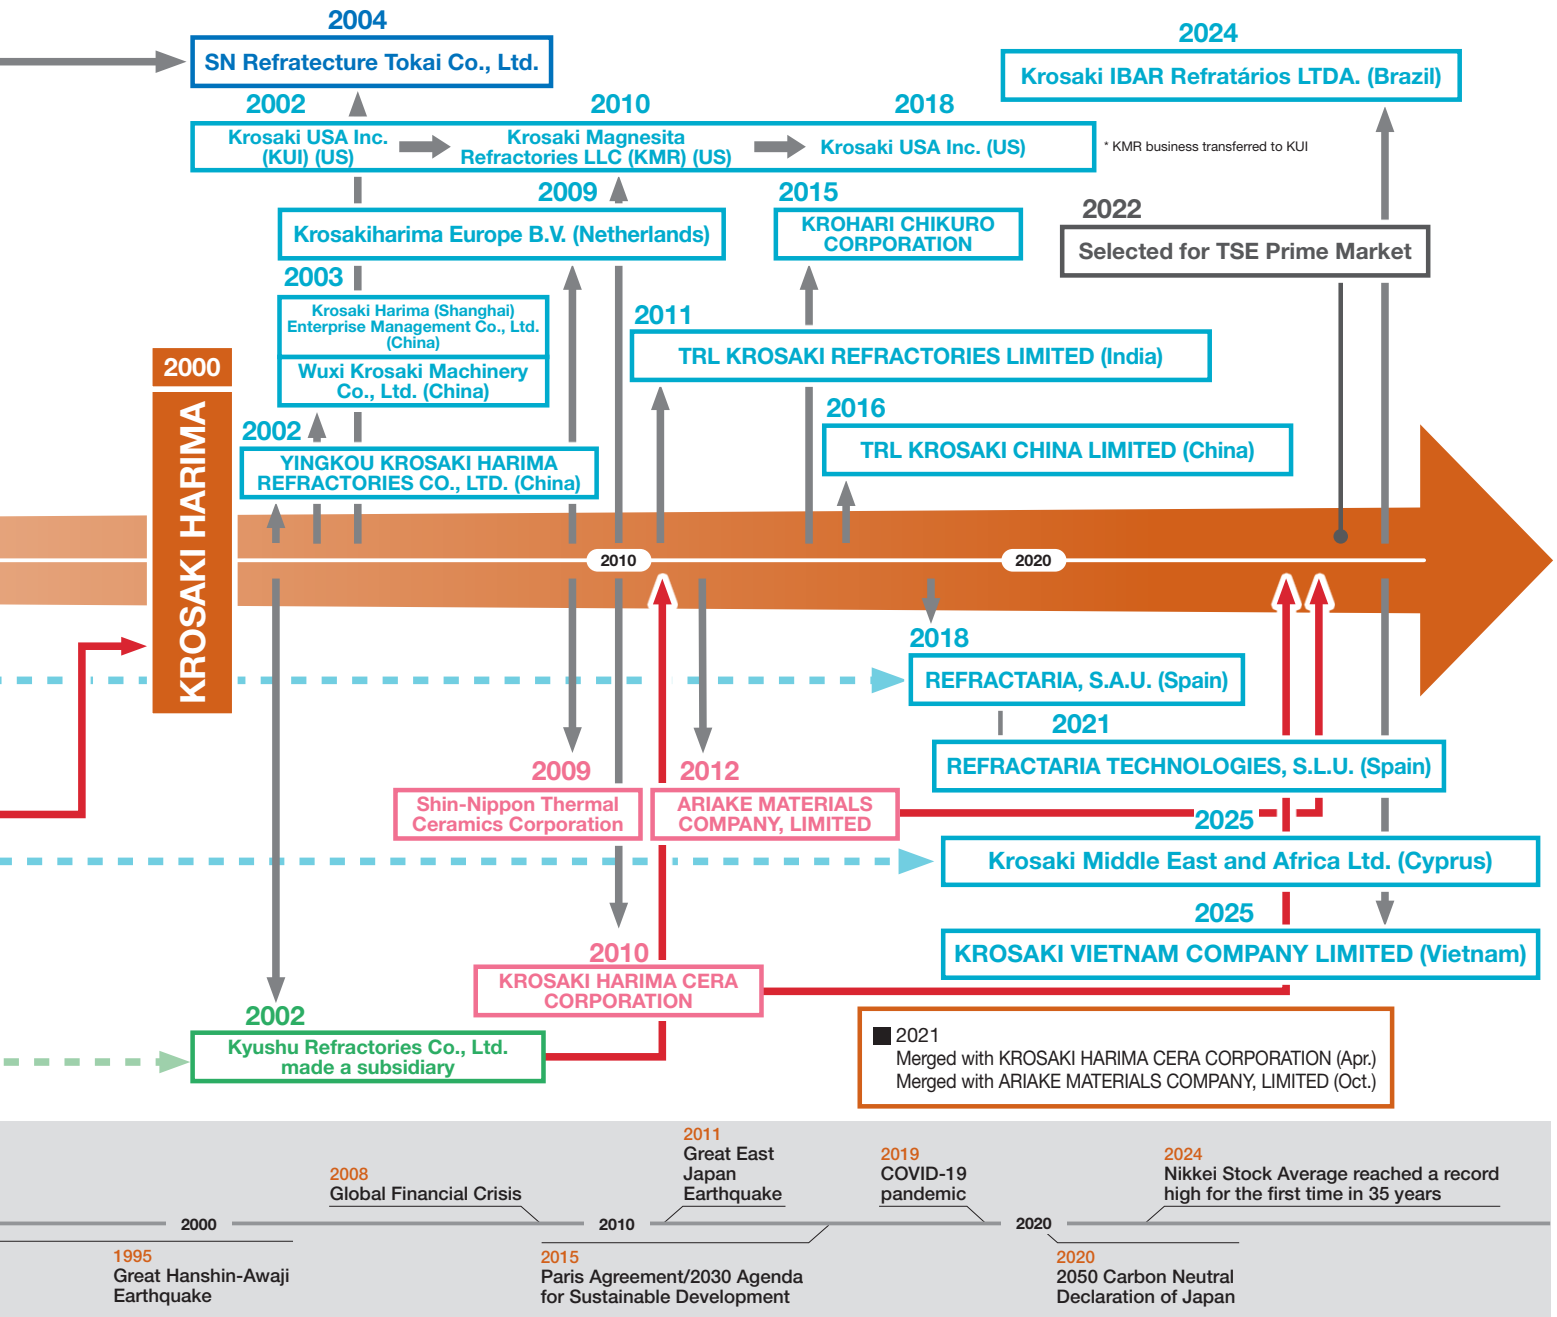 2004
SN Refratecture Tokai Co., Ltd.
2024
Krosaki IBAR Refratários LTDA. (Brazil)
2002
Krosaki USA Inc.
(KUI) (US)
2010
Krosaki Magnesita
Refractories LLC (KMR) (US)
2018
Krosaki USA Inc. (US)
* KMR business transferred to KUI
2009
Krosakiharima Europe B.V. (Netherlands)
2015
KROHARI CHIKURO
CORPORATION
2022
Selected for TSE Prime Market
2003
Krosaki Harima (Shanghai)
Enterprise Management Co., Ltd.
(China)
Wuxi Krosaki Machinery
Co., Ltd. (China)
2011
TRL KROSAKI REFRACTORIES LIMITED (India)
2000
KROSAKI HARIMA
2016
TRL KROSAKI CHINA LIMITED (China)
2002
YINGKOU KROSAKI HARIMA
REFRACTORIES CO., LTD. (China)
2010
2020
2018
REFRACTARIA, S.A.U. (Spain)
2021
REFRACTARIA TECHNOLOGIES, S.L.U. (Spain)
2009
Shin-Nippon Thermal
Ceramics Corporation
2012
ARIAKE MATERIALS
COMPANY, LIMITED
2025
Krosaki Middle East and Africa Ltd. (Cyprus)
2025
KROSAKI VIETNAM COMPANY LIMITED (Vietnam)
2010
KROSAKI HARIMA CERA
CORPORATION
2002
Kyushu Refractories Co., Ltd.
made a subsidiary
■ 2021
Merged with KROSAKI HARIMA CERA CORPORATION (Apr.)
Merged with ARIAKE MATERIALS COMPANY, LIMITED (Oct.)
2008
Global Financial Crisis
2011
Great East
Japan
Earthquake
2019
COVID-19
pandemic
2024
Nikkei Stock Average reached a record
high for the first time in 35 years
2000
2010
2020
1995
Great Hanshin-Awaji
Earthquake
2015
Paris Agreement/2030 Agenda
for Sustainable Development
2020
2050 Carbon Neutral
Declaration of Japan